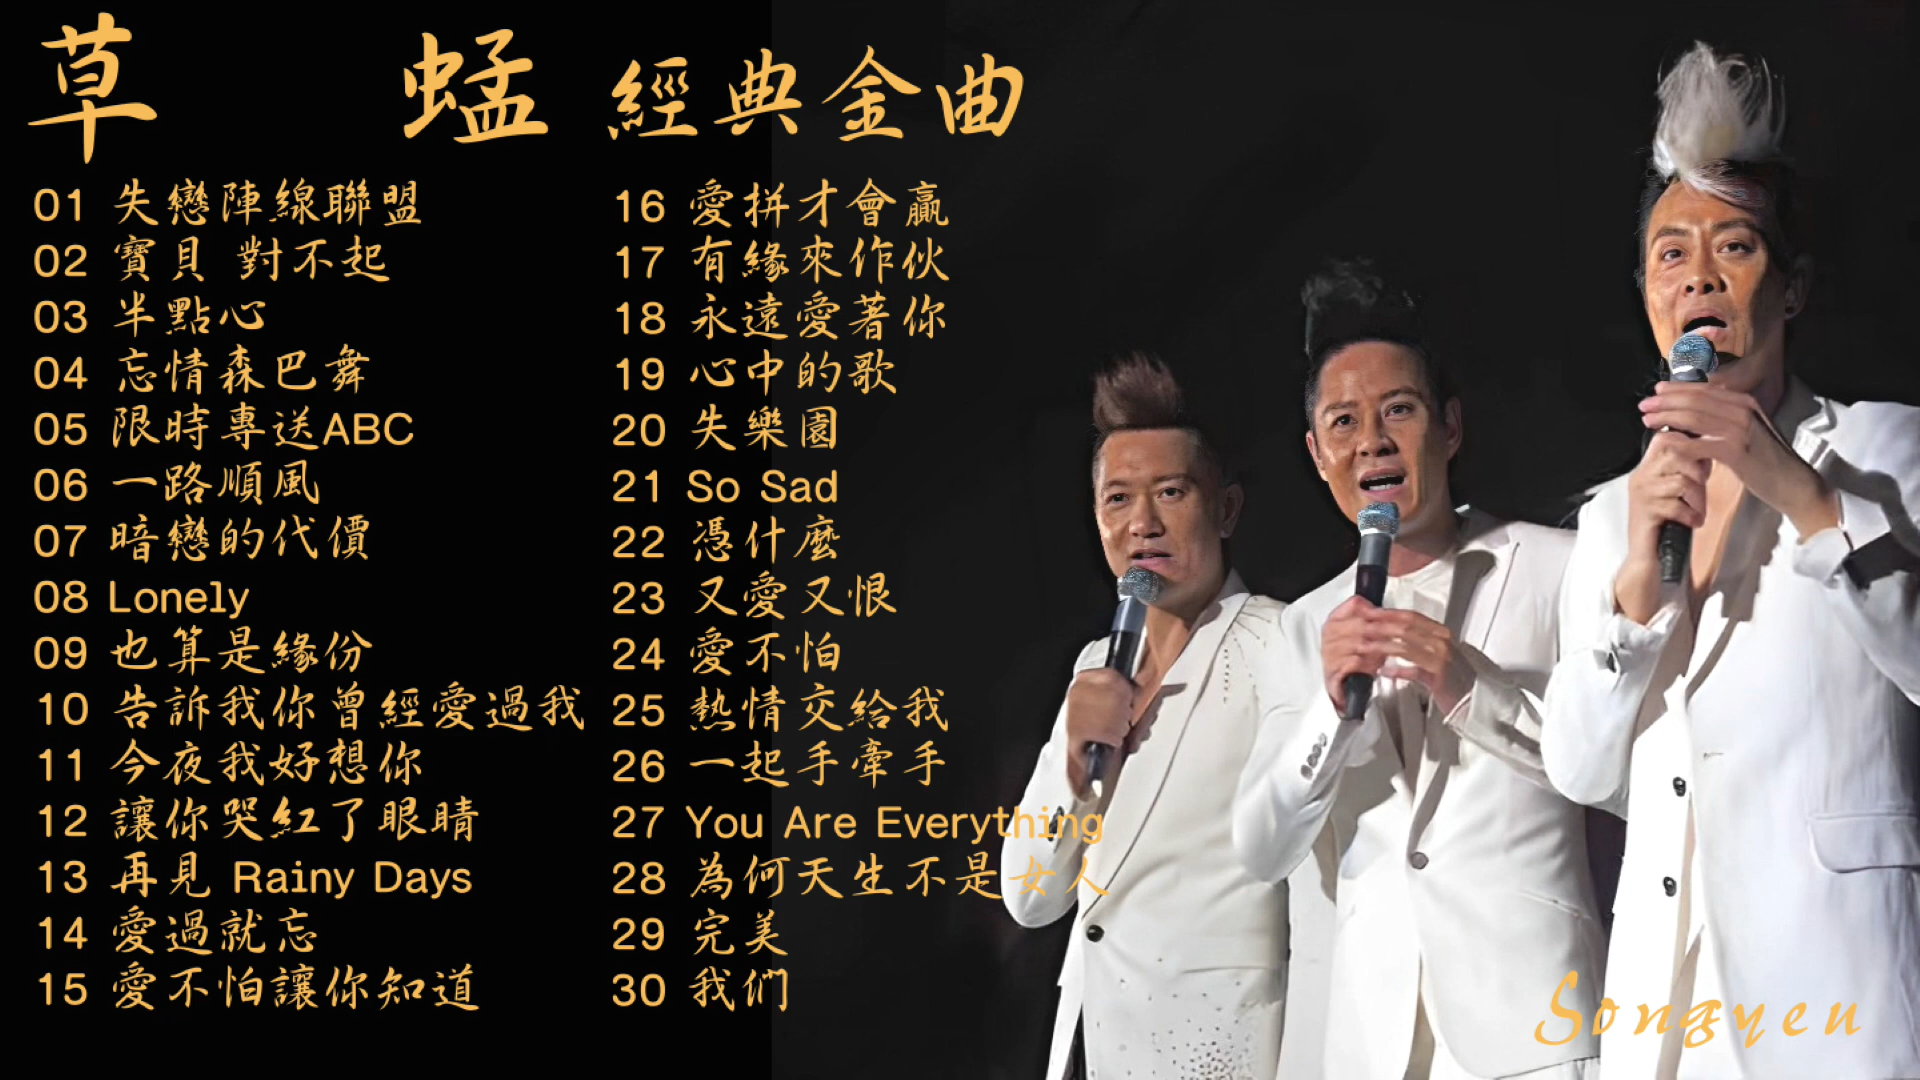 草 蜢 經典金曲
01 失戀陣線聯盟
02 寶貝 對不起
03 半點心
04 忘情森巴舞
05 限時專送ABC
06 一路順風
07 暗戀的代價
08 Lonely
09 也算是緣份
10 告訴我你曾經愛過我
11 今夜我好想你
12 讓你哭紅了眼睛
13 再見 Rainy Days
14 愛過就忘
15 愛不怕讓你知道
16 愛拼才會贏
17 有緣來作伙
18 永遠愛著你
19 心中的歌
20 失樂園
21 So Sad
22 憑什麼
23 又愛又恨
24 愛不怕
25 熱情交給我
26 一起手牽手
27 You Are Everything
28 為何天生不是女人
29 完美
30 我们
Songyen